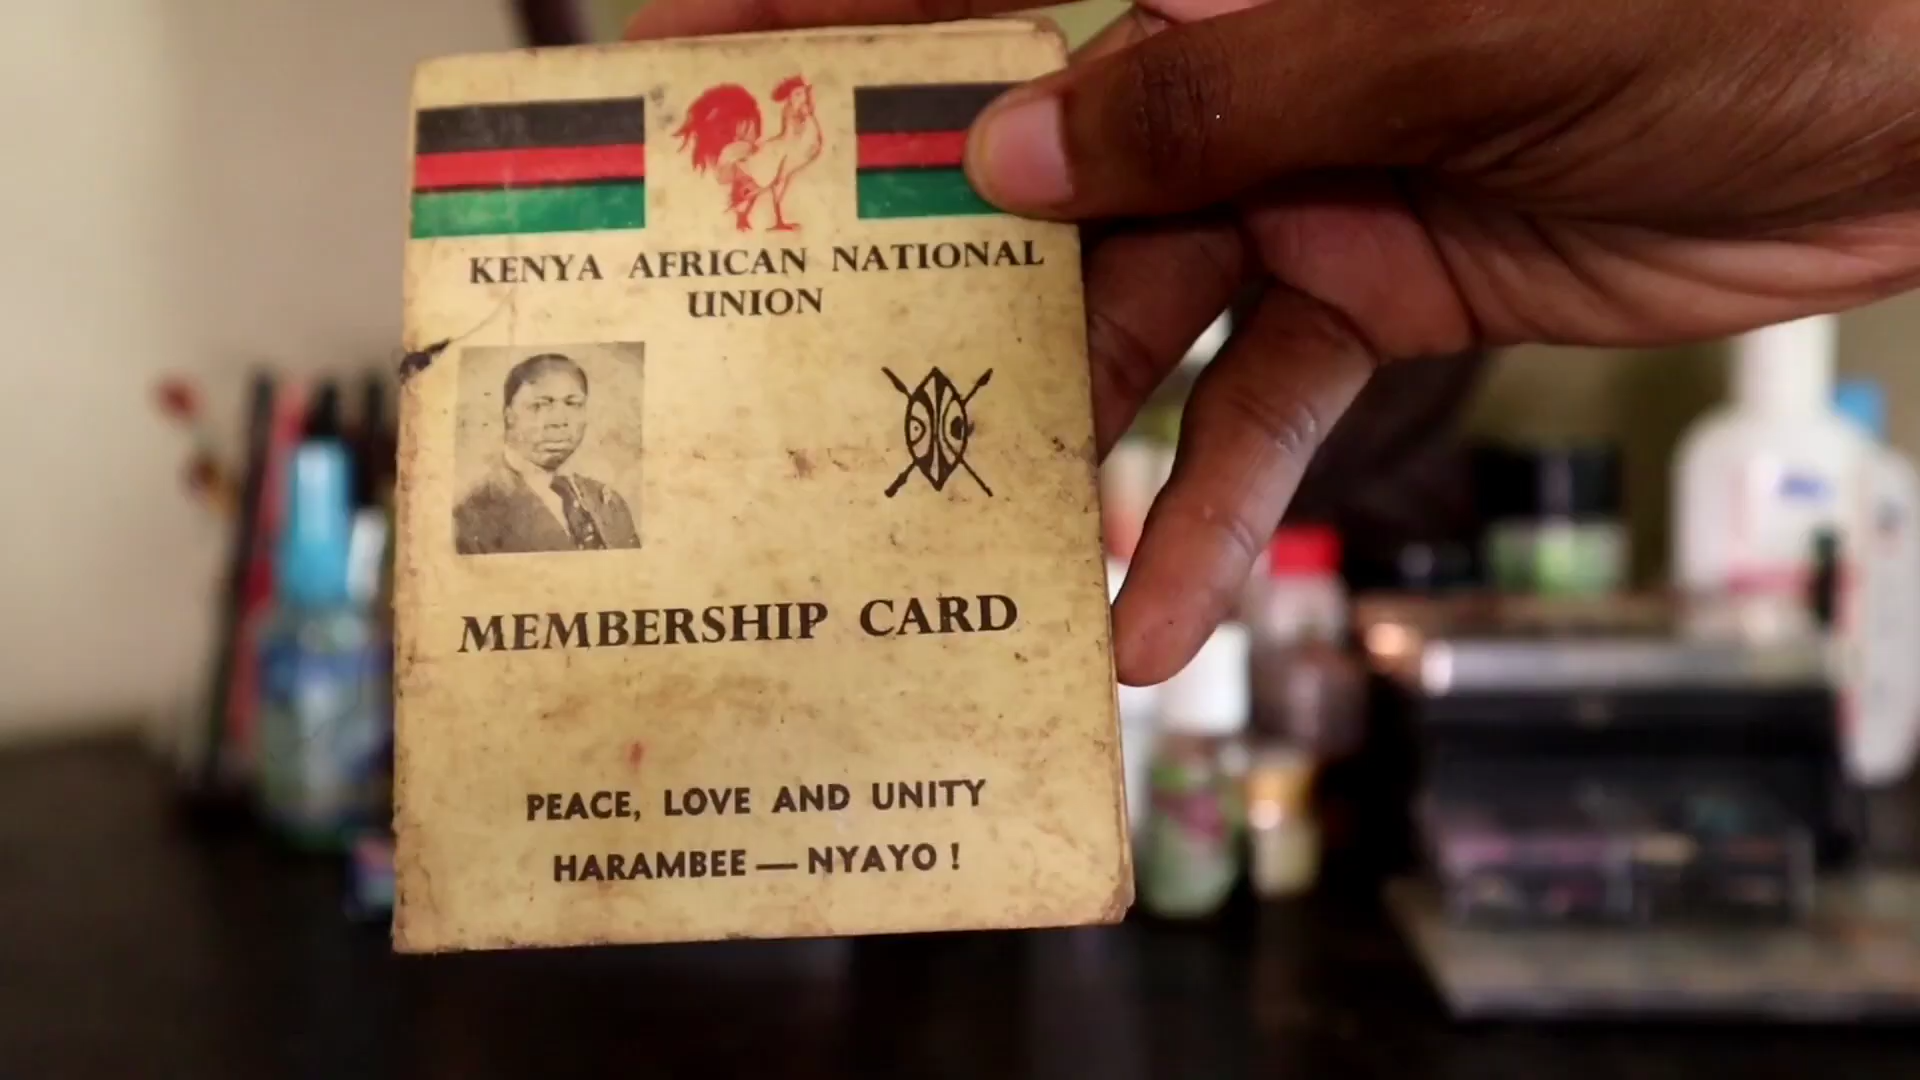 KENYA AFRICAN NATIONAL
UNION
MEMBERSHIP CARD
PEACE, LOVE AND UNITY
HARAMBEE — NYAYO !